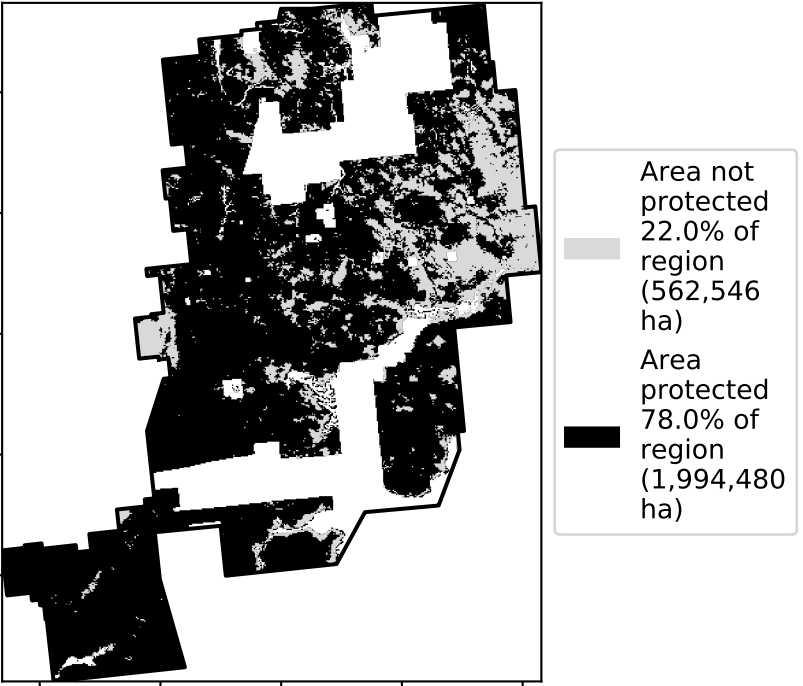 Area not
protected
22.0% of
region
(562,546
ha)
Area
protected
78.0% of
region
(1,994,480
ha)